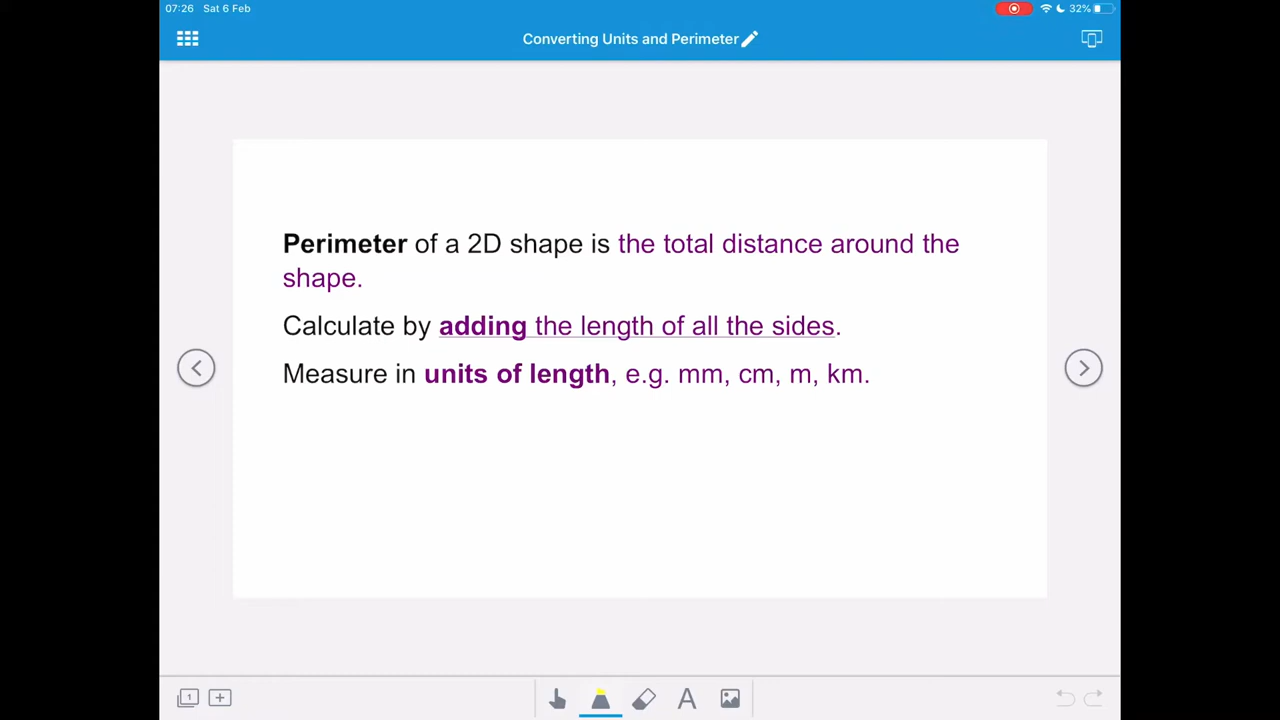 07:26 Sat 6 Feb 32%
Converting Units and Perimeter
Perimeter of a 2D shape is the total distance around the
shape.
Calculate by adding the length of all the sides.
Measure in units of length, e.g. mm, cm, m, km.
1 A